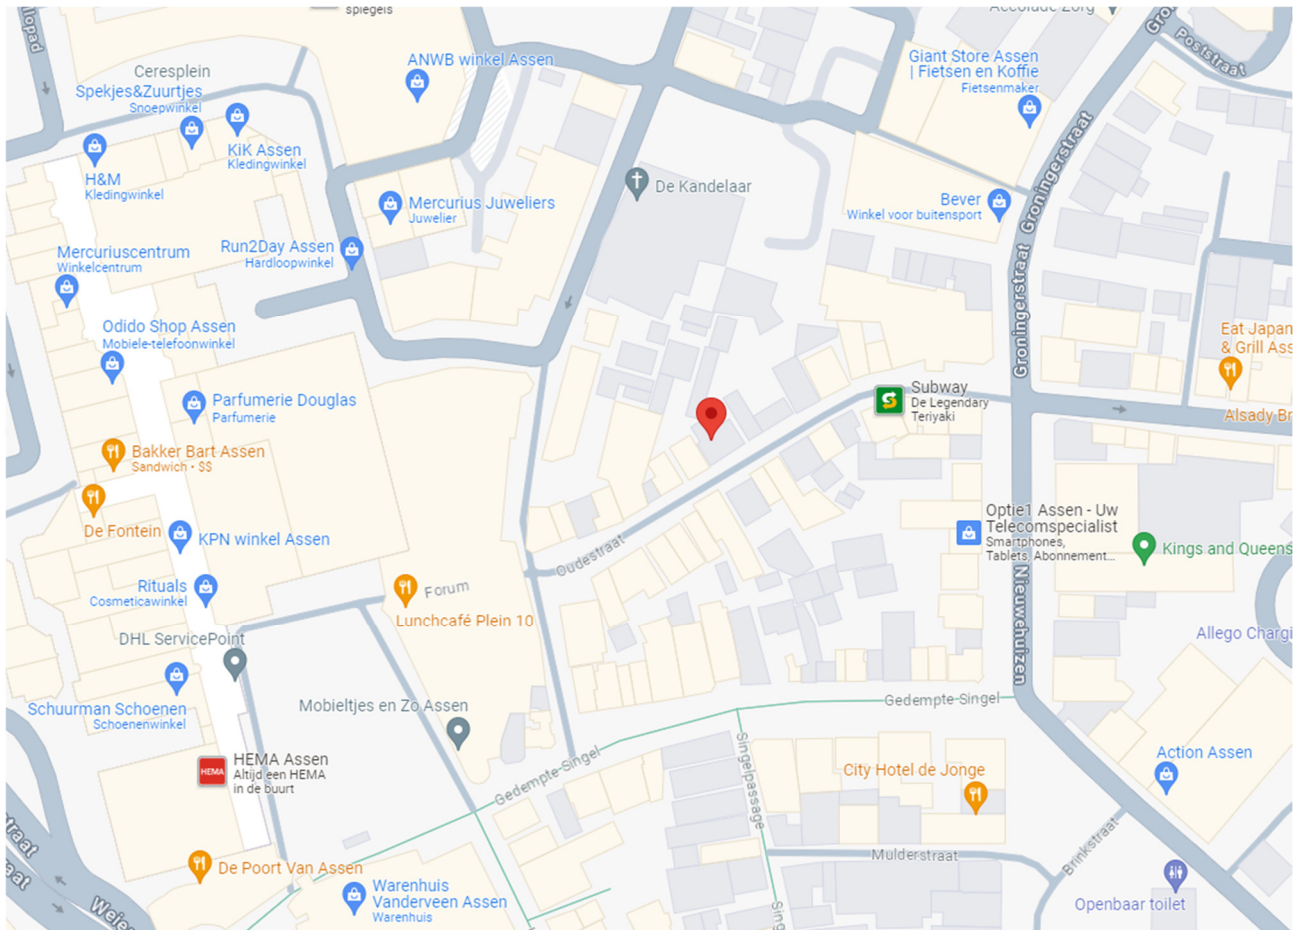 spiegels
Accolade Zorg
Poststraat
ANWB winkel Assen
Giant Store Assen
| Fietsen en Koffie
Fietsenmaker
Ceresplein
Spekjes&Zuurtjes
Snoepwinkel
KiK Assen
Kledingwinkel
H&M
Kledingwinkel
De Kandelaar
Groningerstraat
Mercurius Juweliers
Juwelier
Bever
Winkel voor buitensport
Groningerstraat
Run2Day Assen
Hardloopwinkel
Mercuriuscentrum
Winkelcentrum
Groningerstraat
Odido Shop Assen
Mobiele-telefoonwinkel
Eat Japan
& Grill Ass
Subway
De Legendary
Teriyaki
Parfumerie Douglas
Parfumerie
Alsady Br
Bakker Bart Assen
Sandwich • $$
De Fontein
KPN winkel Assen
Optie1 Assen - Uw
Telecomspecialist
Smartphones,
Tablets, Abonnement...
Kings and Queens
Oudestraat
Rituals
Cosmeticawinkel
Forum
Lunchcafé Plein 10
Nieuwehuizen
DHL ServicePoint
Allego Chargi
Schuurman Schoenen
Schoenenwinkel
Mobieltjes en Zo Assen
Gedempte Singel
HEMA Assen
Altijd een HEMA
in de buurt
HEMA
Gedempte Singel
Singelpassage
City Hotel de Jonge
Action Assen
De Poort Van Assen
Mulderstraat
Brinkstraat
Warenhuis
Vanderveen Assen
Warenhuis
Openbaar toilet
straat
Sing
Weie